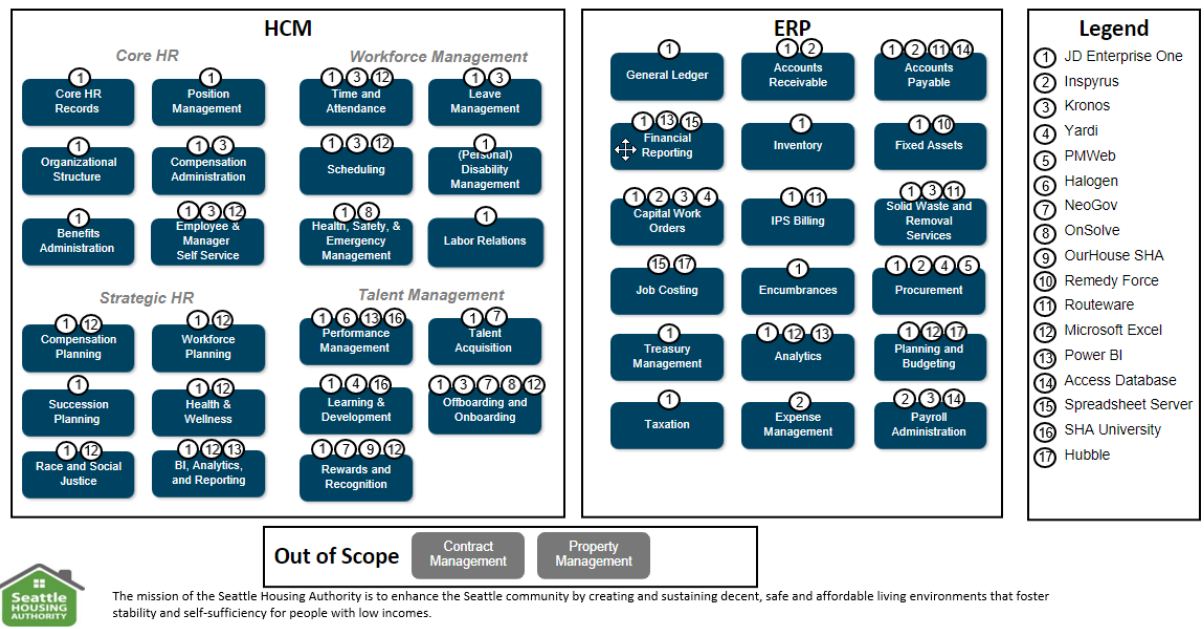 HCM
Core HR
Workforce Management
1
Core HR
Records
1
Position
Management
1 3 12
Time and
Attendance
1 3
Leave
Management
1
Organizational
Structure
1 3
Compensation
Administration
1 3 12
Scheduling
1
(Personal)
Disability
Management
1
Benefits
Administration
1 3 12
Employee &
Manager
Self Service
1 8
Health, Safety, &
Emergency
Management
1
Labor Relations
Strategic HR
Talent Management
1 12
Compensation
Planning
1 12
Workforce
Planning
1 6 13 16
Performance
Management
1 7
Talent
Acquisition
1
Succession
Planning
1 12
Health &
Wellness
1 4 16
Learning &
Development
1 3 7 8 12
Offboarding and
Onboarding
1 12
Race and Social
Justice
1 12 13
BI, Analytics,
and Reporting
1 7 9 12
Rewards and
Recognition
ERP
1
General Ledger
1 2
Accounts
Receivable
1 2 11 14
Accounts
Payable
1 13 15
Financial
Reporting
1
Inventory
1 10
Fixed Assets
1 2 3 4
Capital Work
Orders
1 11
IPS Billing
1 3 11
Solid Waste and
Removal
Services
15 17
Job Costing
1
Encumbrances
1 2 4 5
Procurement
1
Treasury
Management
1 12 13
Analytics
1 12 17
Planning and
Budgeting
1
Taxation
2
Expense
Management
2 3 14
Payroll
Administration
Legend
1 JD Enterprise One
2 Inspyrus
3 Kronos
4 Yardi
5 PMWeb
6 Halogen
7 NeoGov
8 OnSolve
9 OurHouse SHA
10 Remedy Force
11 Routeware
12 Microsoft Excel
13 Power BI
14 Access Database
15 Spreadsheet Server
16 SHA University
17 Hubble
Out of Scope
Contract
Management
Property
Management
Seattle
HOUSING
AUTHORITY
The mission of the Seattle Housing Authority is to enhance the Seattle community by creating and sustaining decent, safe and affordable living environments that foster
stability and self-sufficiency for people with low incomes.